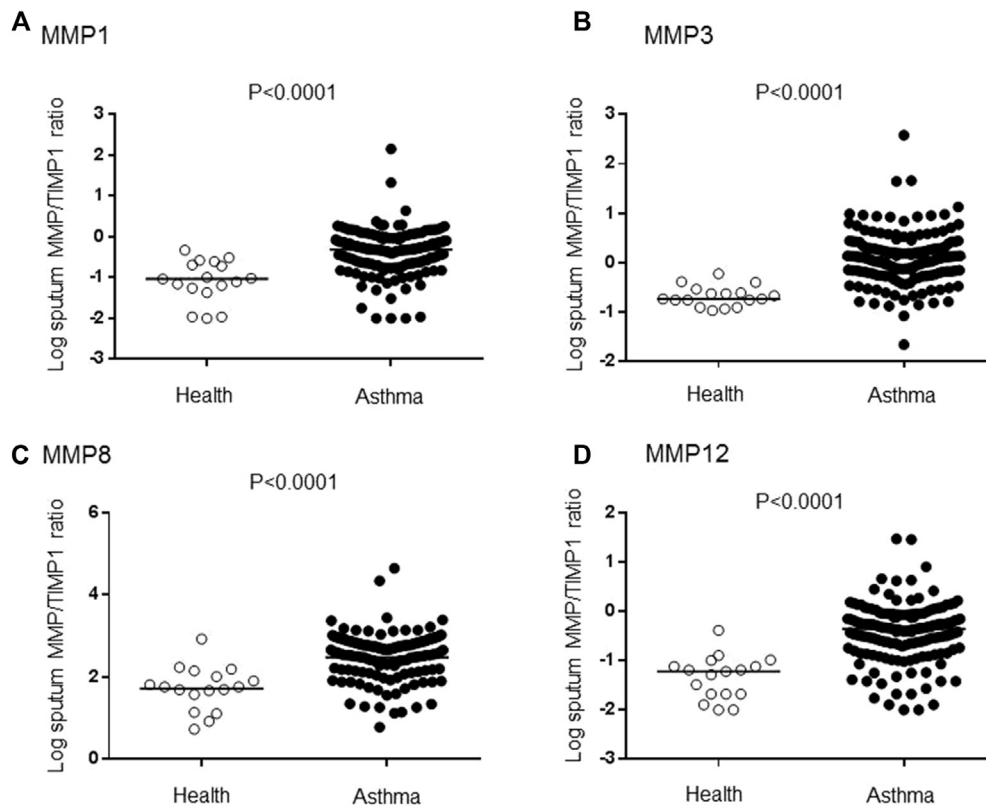 A MMP1
P<0.0001
Log sputum MMP/TIMP1 ratio
3
2
1
-0
-1
-2
-3
Health Asthma
B MMP3
P<0.0001
Log sputum MMP/TIMP1 ratio
3
2
1
-0
-1
-2
Health Asthma
C MMP8
P<0.0001
Log sputum MMP/TIMP1 ratio
6
4
2
0
Health Asthma
D MMP12
P<0.0001
Log sputum MMP/TIMP1 ratio
2
1
-0
-1
-2
-3
Health Asthma